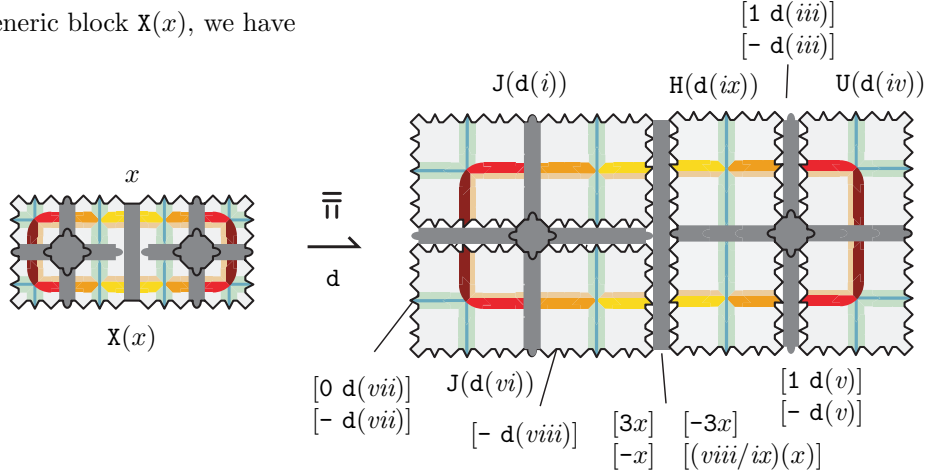 eneric block X(x), we have
[1 d(iii)]
[- d(iii)]
J(d(i))
H(d(ix))
U(d(iv))
x
=
d
X(x)
J(d(vi))
[0 d(vii)]
[- d(vii)]
[- d(viii)]
[3x]
[-x]
[-3x]
[(viii/ix)(x)]
[1 d(v)]
[- d(v)]